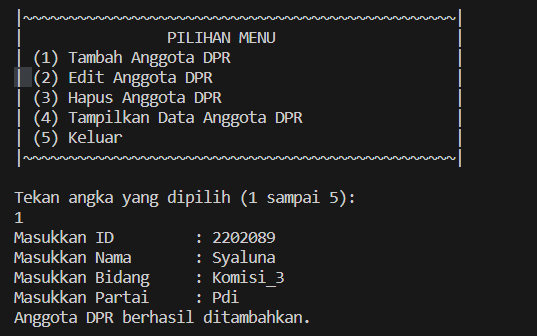 |~~~~~~~~~~~~~~~~~~~~~~~~~~~~~~~~~~~~~~~~~~~~~~~~|
|                PILIHAN MENU                    |
| (1) Tambah Anggota DPR                         |
| (2) Edit Anggota DPR                           |
| (3) Hapus Anggota DPR                          |
| (4) Tampilkan Data Anggota DPR                 |
| (5) Keluar                                     |
|~~~~~~~~~~~~~~~~~~~~~~~~~~~~~~~~~~~~~~~~~~~~~~~~|
Tekan angka yang dipilih (1 sampai 5):
1
Masukkan ID         : 2202089
Masukkan Nama       : Syaluna
Masukkan Bidang     : Komisi_3
Masukkan Partai     : Pdi
Anggota DPR berhasil ditambahkan.